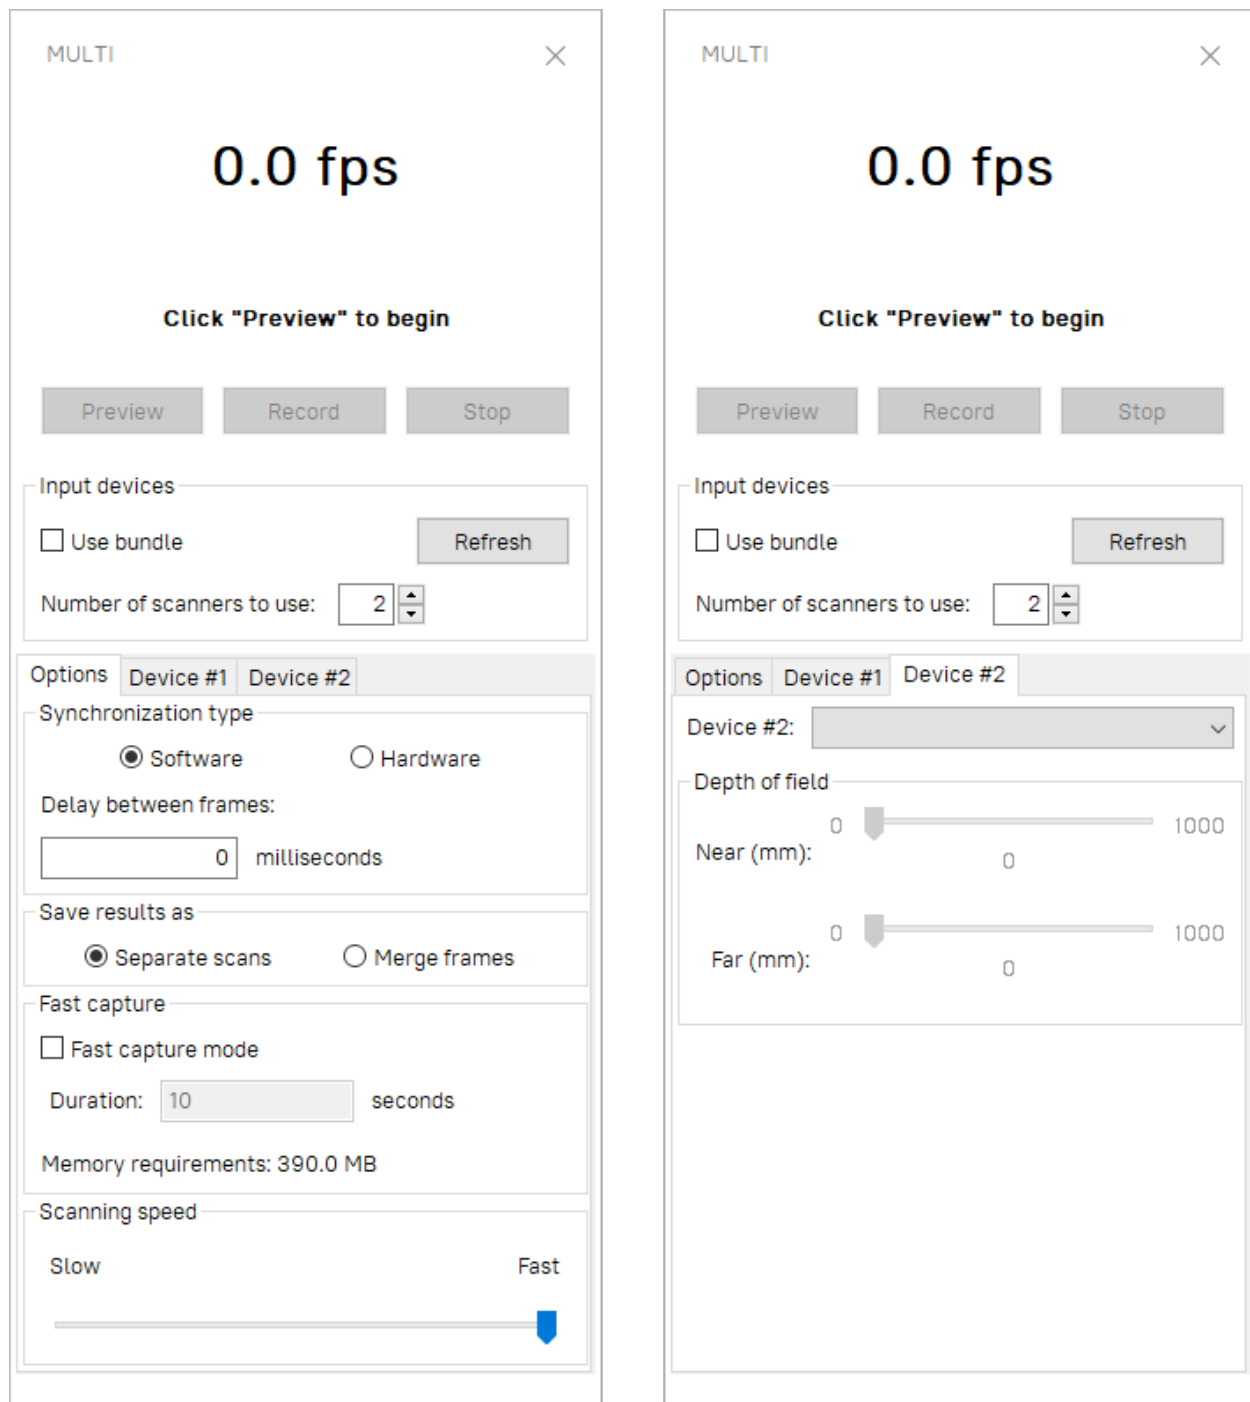 MULTI
0.0 fps
Click "Preview" to begin
Preview Record Stop
Input devices
Use bundle Refresh
Number of scanners to use: 2
Options Device #1 Device #2
Synchronization type
Software Hardware
Delay between frames:
0 milliseconds
Save results as
Separate scans Merge frames
Fast capture
Fast capture mode
Duration: 10 seconds
Memory requirements: 390.0 MB
Scanning speed
Slow Fast
MULTI
0.0 fps
Click "Preview" to begin
Preview Record Stop
Input devices
Use bundle Refresh
Number of scanners to use: 2
Options Device #1 Device #2
Device #2:
Depth of field
0 1000
Near (mm):
0
0 1000
Far (mm):
0